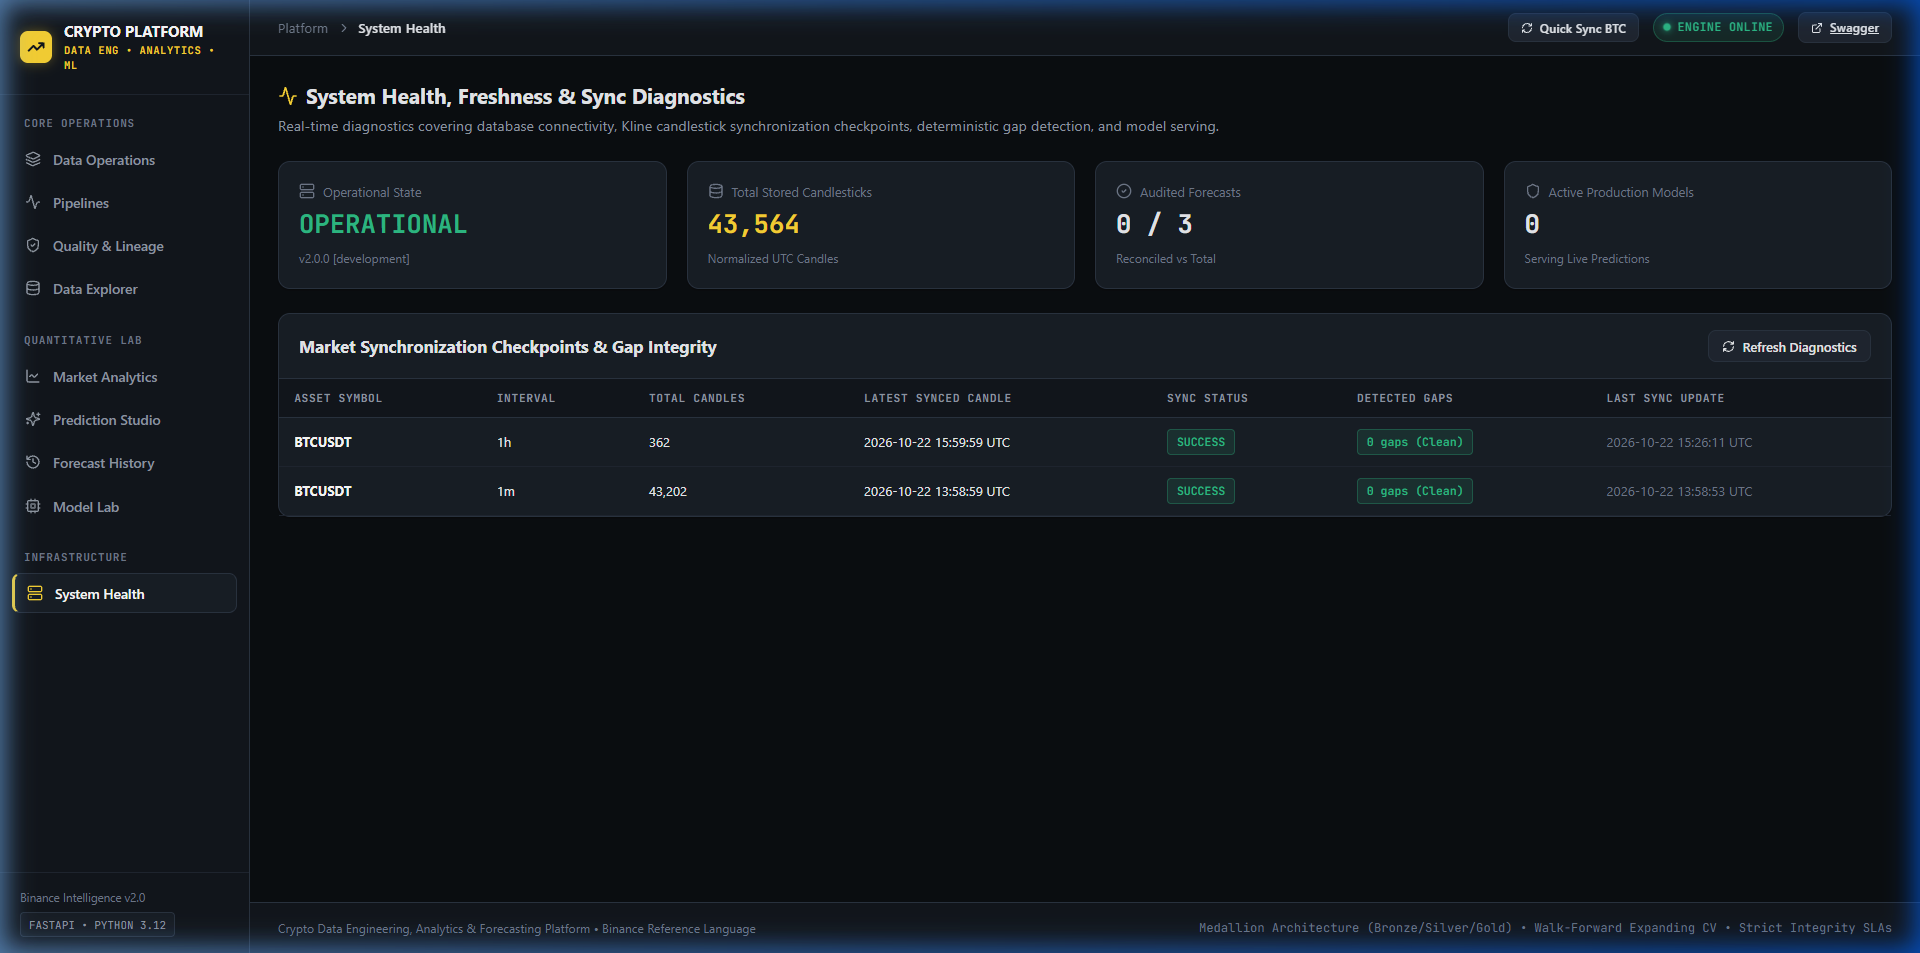 CRYPTO PLATFORM
DATA ENG • ANALYTICS •
ML
Platform > System Health
Quick Sync BTC
ENGINE ONLINE
Swagger
CORE OPERATIONS
Data Operations
Pipelines
Quality & Lineage
Data Explorer
QUANTITATIVE LAB
Market Analytics
Prediction Studio
Forecast History
Model Lab
INFRASTRUCTURE
System Health
Binance Intelligence v2.0
FASTAPI • PYTHON 3.12
System Health, Freshness & Sync Diagnostics
Real-time diagnostics covering database connectivity, Kline candlestick synchronization checkpoints, deterministic gap detection, and model serving.
Operational State
OPERATIONAL
v2.0.0 [development]
Total Stored Candlesticks
43,564
Normalized UTC Candles
Audited Forecasts
0 / 3
Reconciled vs Total
Active Production Models
0
Serving Live Predictions
Market Synchronization Checkpoints & Gap Integrity
Refresh Diagnostics
ASSET SYMBOL INTERVAL TOTAL CANDLES LATEST SYNCED CANDLE SYNC STATUS DETECTED GAPS LAST SYNC UPDATE
BTCUSDT 1h 362 2026-10-22 15:59:59 UTC SUCCESS 0 gaps (Clean) 2026-10-22 15:26:11 UTC
BTCUSDT 1m 43,202 2026-10-22 13:58:59 UTC SUCCESS 0 gaps (Clean) 2026-10-22 13:58:53 UTC
Crypto Data Engineering, Analytics & Forecasting Platform • Binance Reference Language
Medallion Architecture (Bronze/Silver/Gold) • Walk-Forward Expanding CV • Strict Integrity SLAs